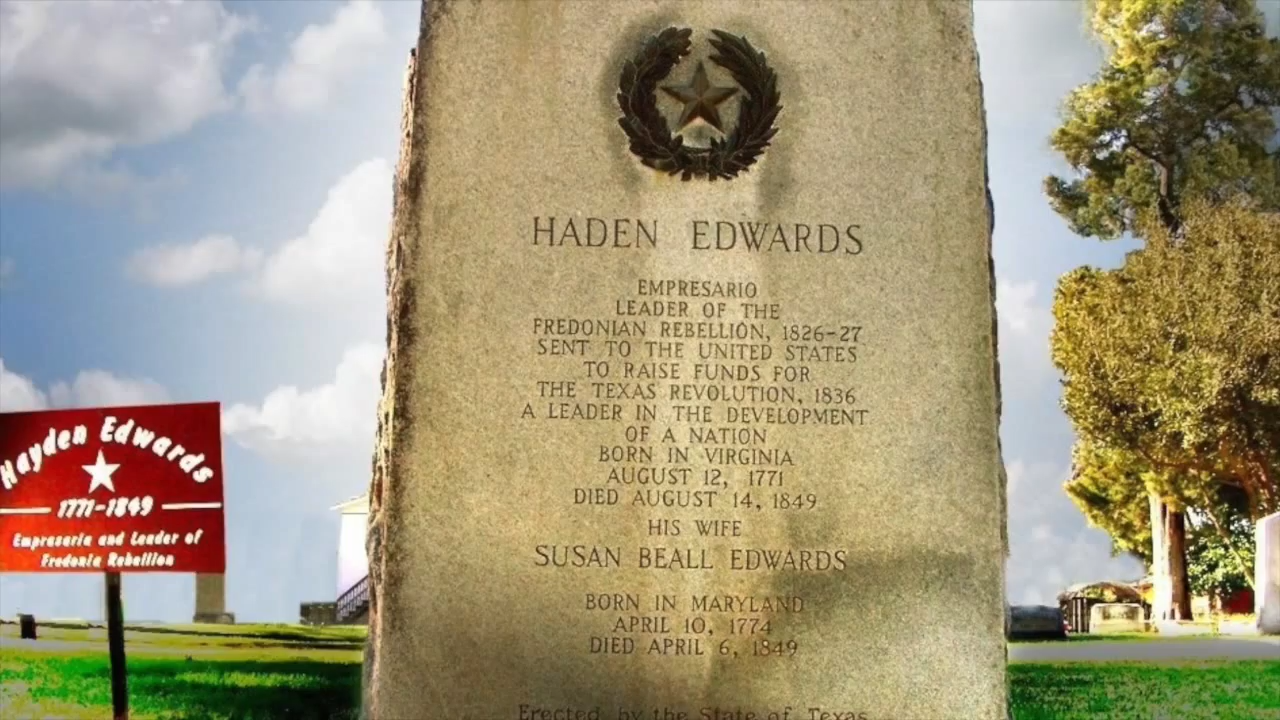 HADEN EDWARDS
EMPRESARIO
LEADER OF THE
FREDONIAN REBELLION, 1826-27
SENT TO THE UNITED STATES
TO RAISE FUNDS FOR
THE TEXAS REVOLUTION, 1836
A LEADER IN THE DEVELOPMENT
OF A NATION
BORN IN VIRGINIA
AUGUST 12, 1771
DIED AUGUST 14, 1849
HIS WIFE
SUSAN BEALL EDWARDS
BORN IN MARYLAND
APRIL 10, 1774
DIED APRIL 6, 1849
Erected by the State of Texas
Hayden Edwards
1771-1849
Empresario and Leader of
Fredonia Rebellion